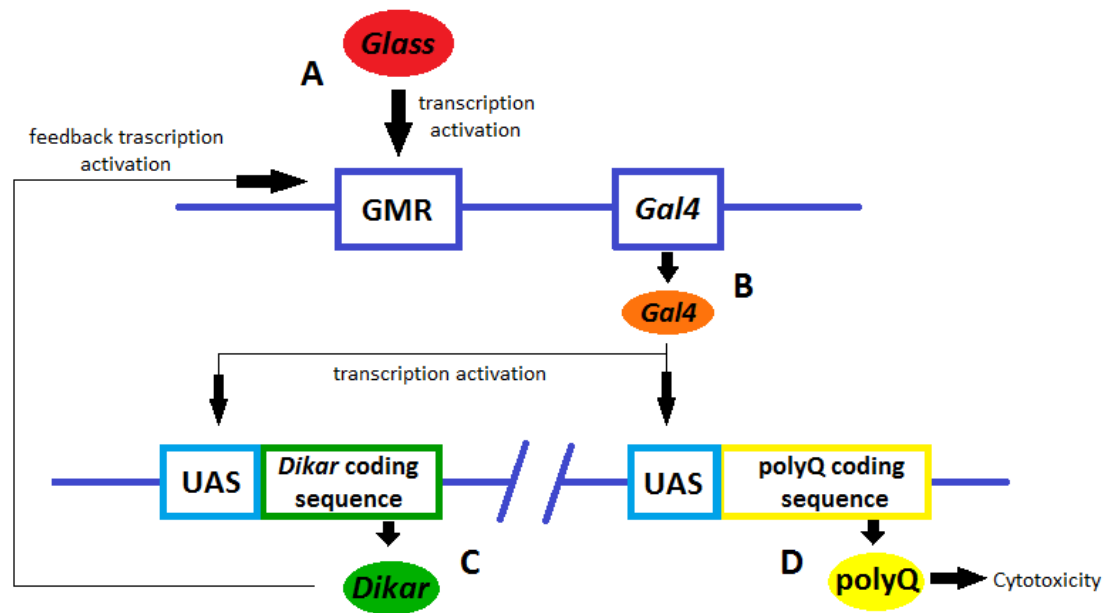 Glass
A
transcription
activation
feedback trascription
activation
GMR
Gal4
B
Gal4
transcription activation
UAS
Dikar coding
sequence
UAS
polyQ coding
sequence
C
Dikar
D
polyQ
Cytotoxicity